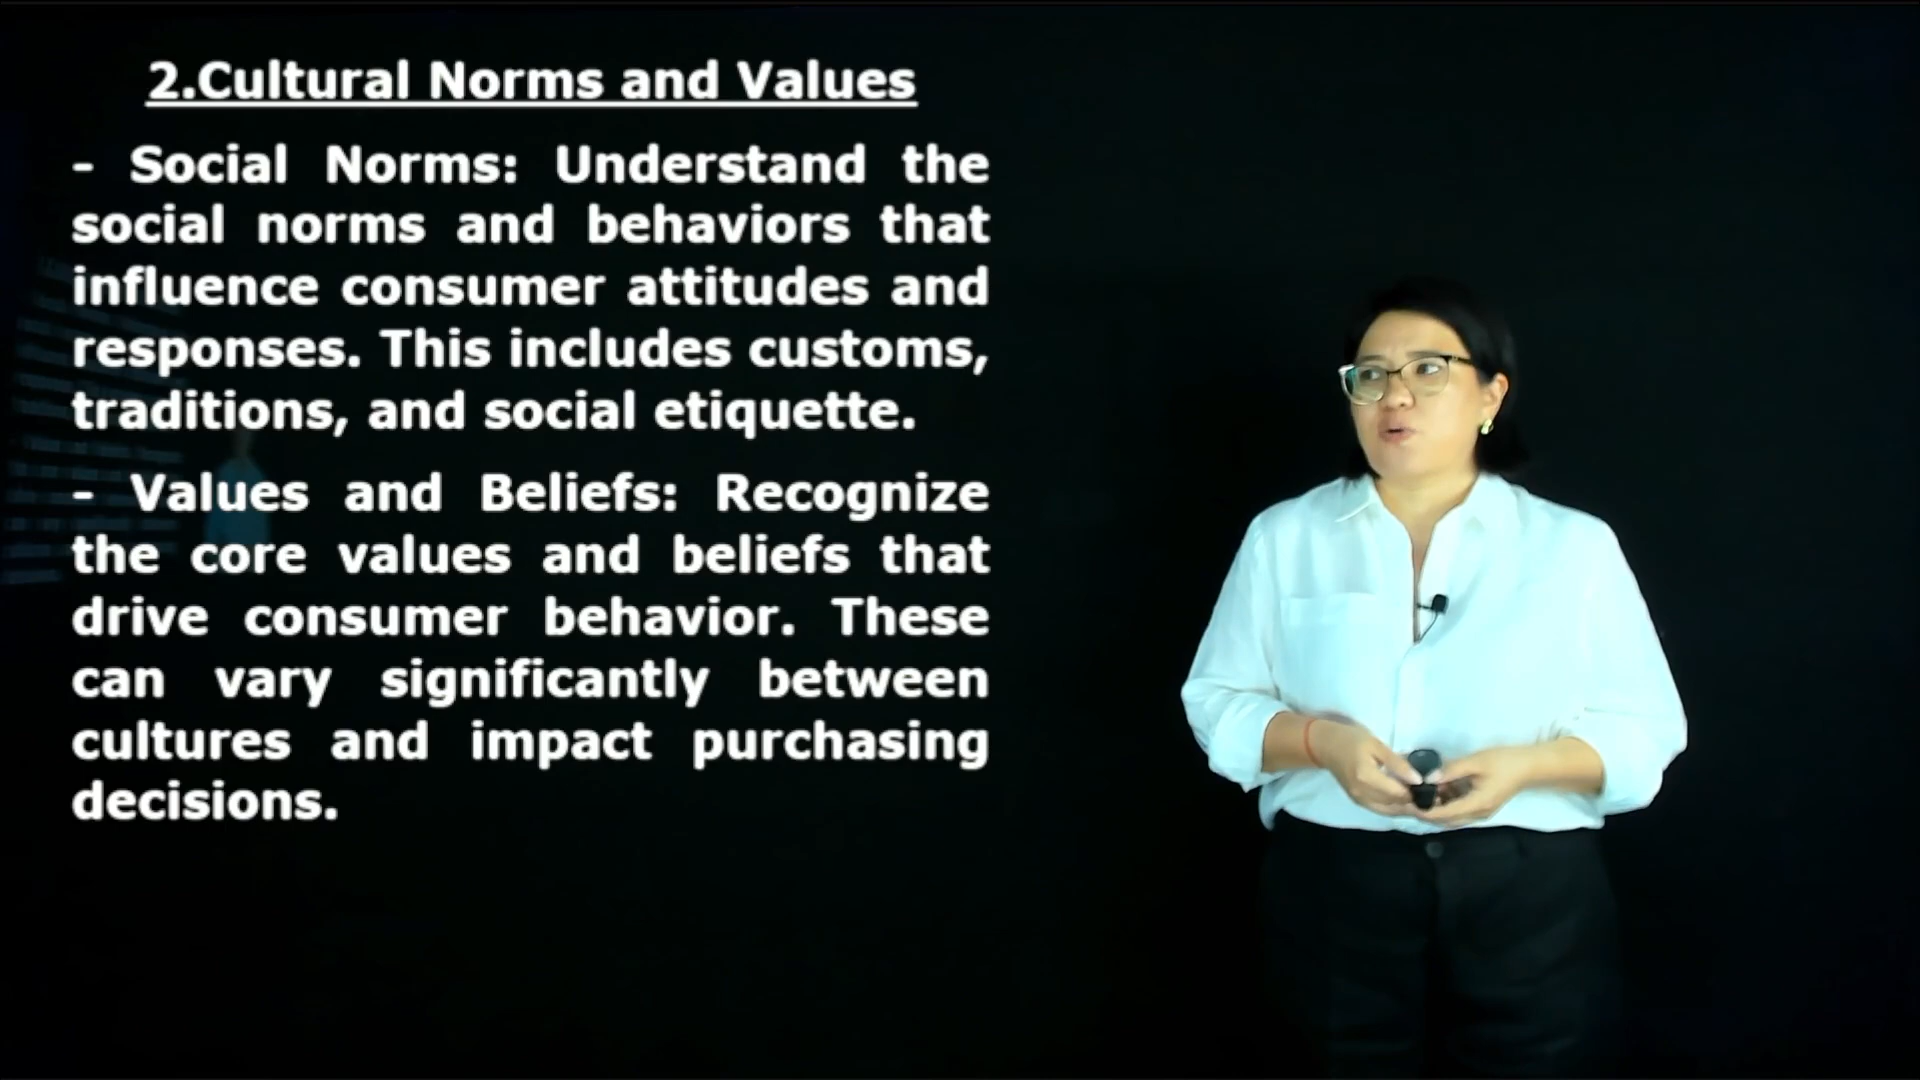 2.Cultural Norms and Values
- Social Norms: Understand the
social norms and behaviors that
influence consumer attitudes and
responses. This includes customs,
traditions, and social etiquette.
- Values and Beliefs: Recognize
the core values and beliefs that
drive consumer behavior. These
can vary significantly between
cultures and impact purchasing
decisions.